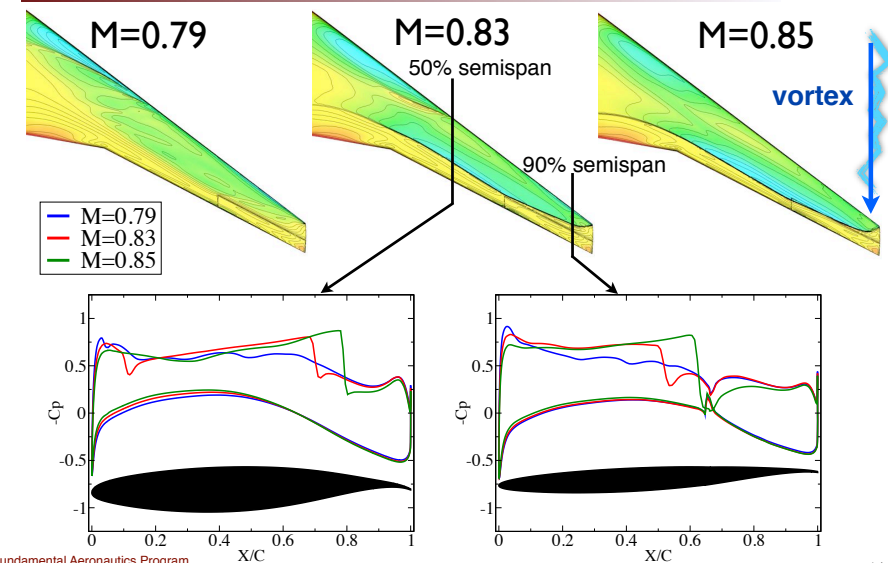 M=0.79
M=0.83
M=0.85
50% semispan
vortex
90% semispan
M=0.79
M=0.83
M=0.85
1
0.5
0
-0.5
-1
-Cp
0
0.2
0.4
0.6
0.8
1
X/C
1
0.5
0
-0.5
-1
-Cp
0
0.2
0.4
0.6
0.8
1
X/C
undamental Aeronautics Program